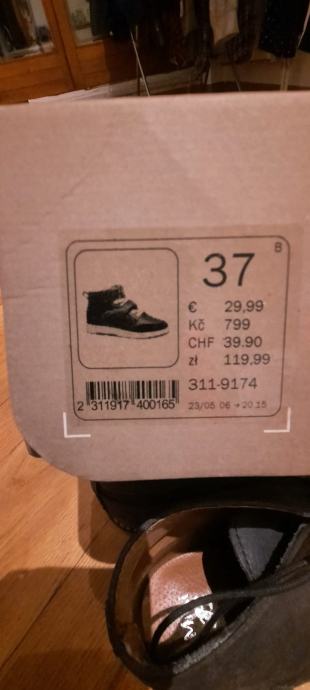 B
37
€ 29,99
Kč 799
CHF 39.90
zł 119,99
311-9174
2 311917 400165
23/05 06 → 20.15